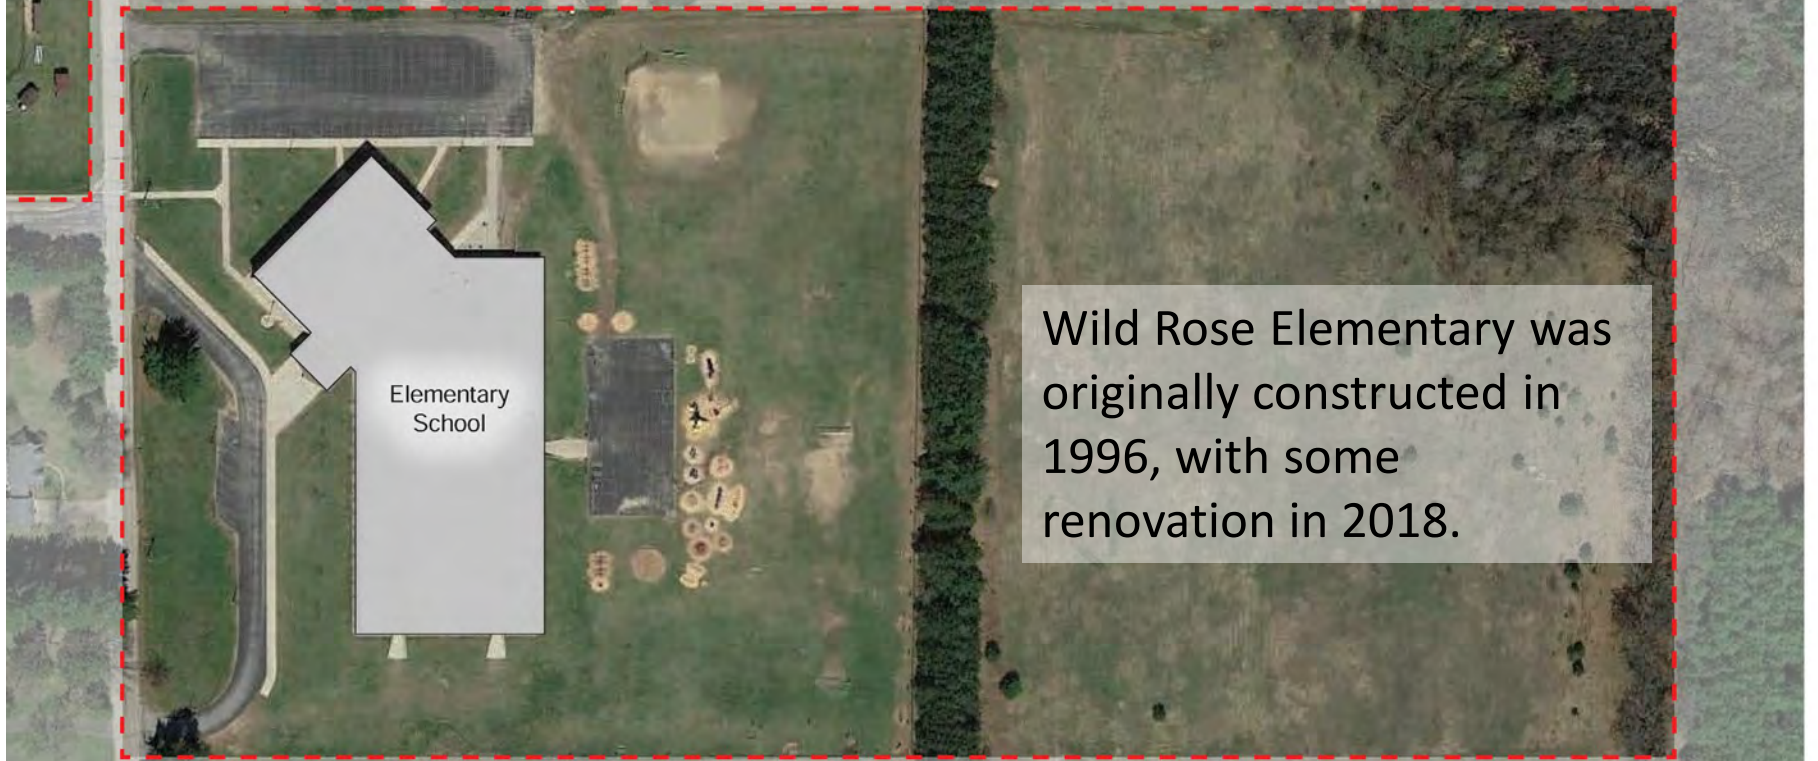 Elementary
School
Wild Rose Elementary was
originally constructed in
1996, with some
renovation in 2018.